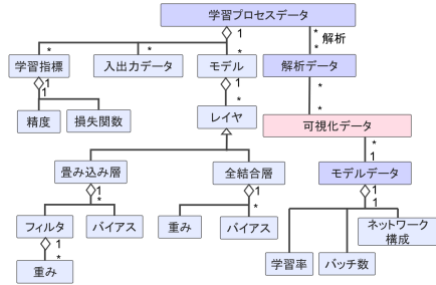 学習プロセスデータ
1
*
*
*
*
*
解析
学習指標
入出力データ
モデル
解析データ
1
1
1
*
*
*
精度
損失関数
レイヤ
可視化データ
*
1
畳み込み層
全結合層
モデルデータ
1
*
1
*
1
1
フィルタ
バイアス
重み
バイアス
ネットワーク
構成
1
*
学習率
バッチ数
重み